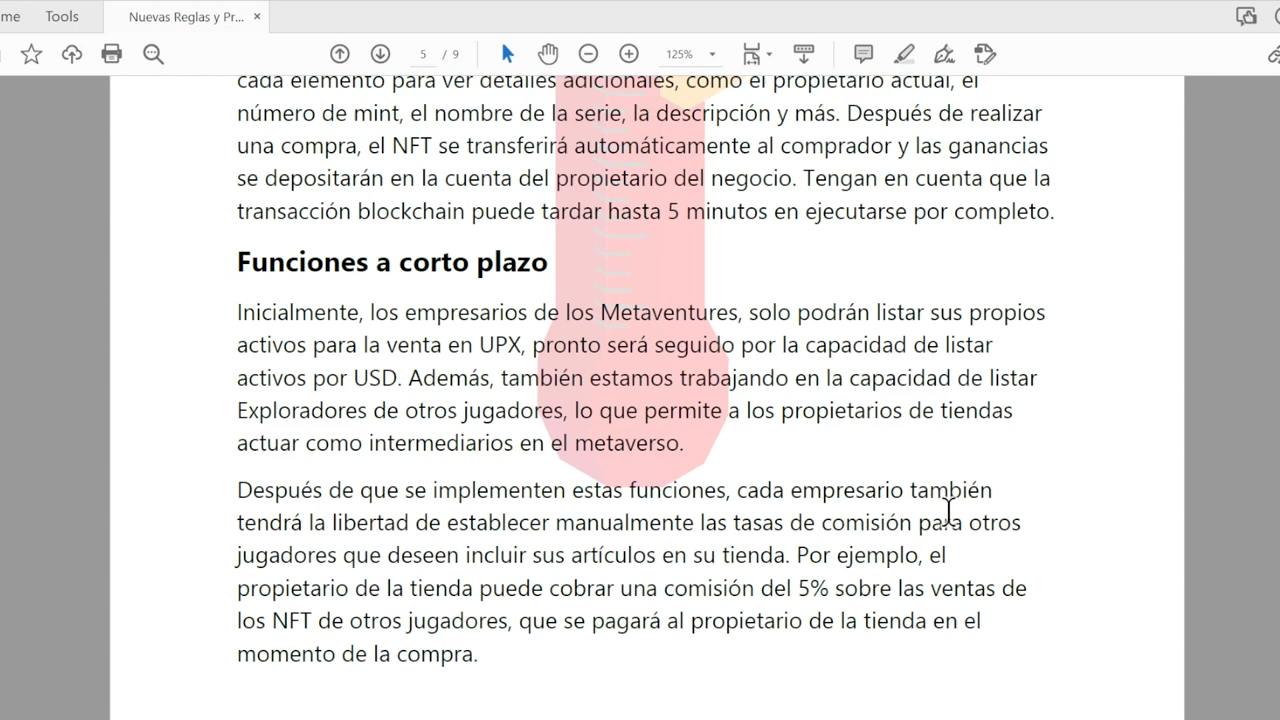 me
Tools
Nuevas Reglas y Pr... ×
5 / 9
125%
cada elemento para ver detalles adicionales, como el propietario actual, el
número de mint, el nombre de la serie, la descripción y más. Después de realizar
una compra, el NFT se transferirá automáticamente al comprador y las ganancias
se depositarán en la cuenta del propietario del negocio. Tengan en cuenta que la
transacción blockchain puede tardar hasta 5 minutos en ejecutarse por completo.
Funciones a corto plazo
Inicialmente, los empresarios de los Metaventures, solo podrán listar sus propios
activos para la venta en UPX, pronto será seguido por la capacidad de listar
activos por USD. Además, también estamos trabajando en la capacidad de listar
Exploradores de otros jugadores, lo que permite a los propietarios de tiendas
actuar como intermediarios en el metaverso.
Después de que se implementen estas funciones, cada empresario también
tendrá la libertad de establecer manualmente las tasas de comisión para otros
jugadores que deseen incluir sus artículos en su tienda. Por ejemplo, el
propietario de la tienda puede cobrar una comisión del 5% sobre las ventas de
los NFT de otros jugadores, que se pagará al propietario de la tienda en el
momento de la compra.